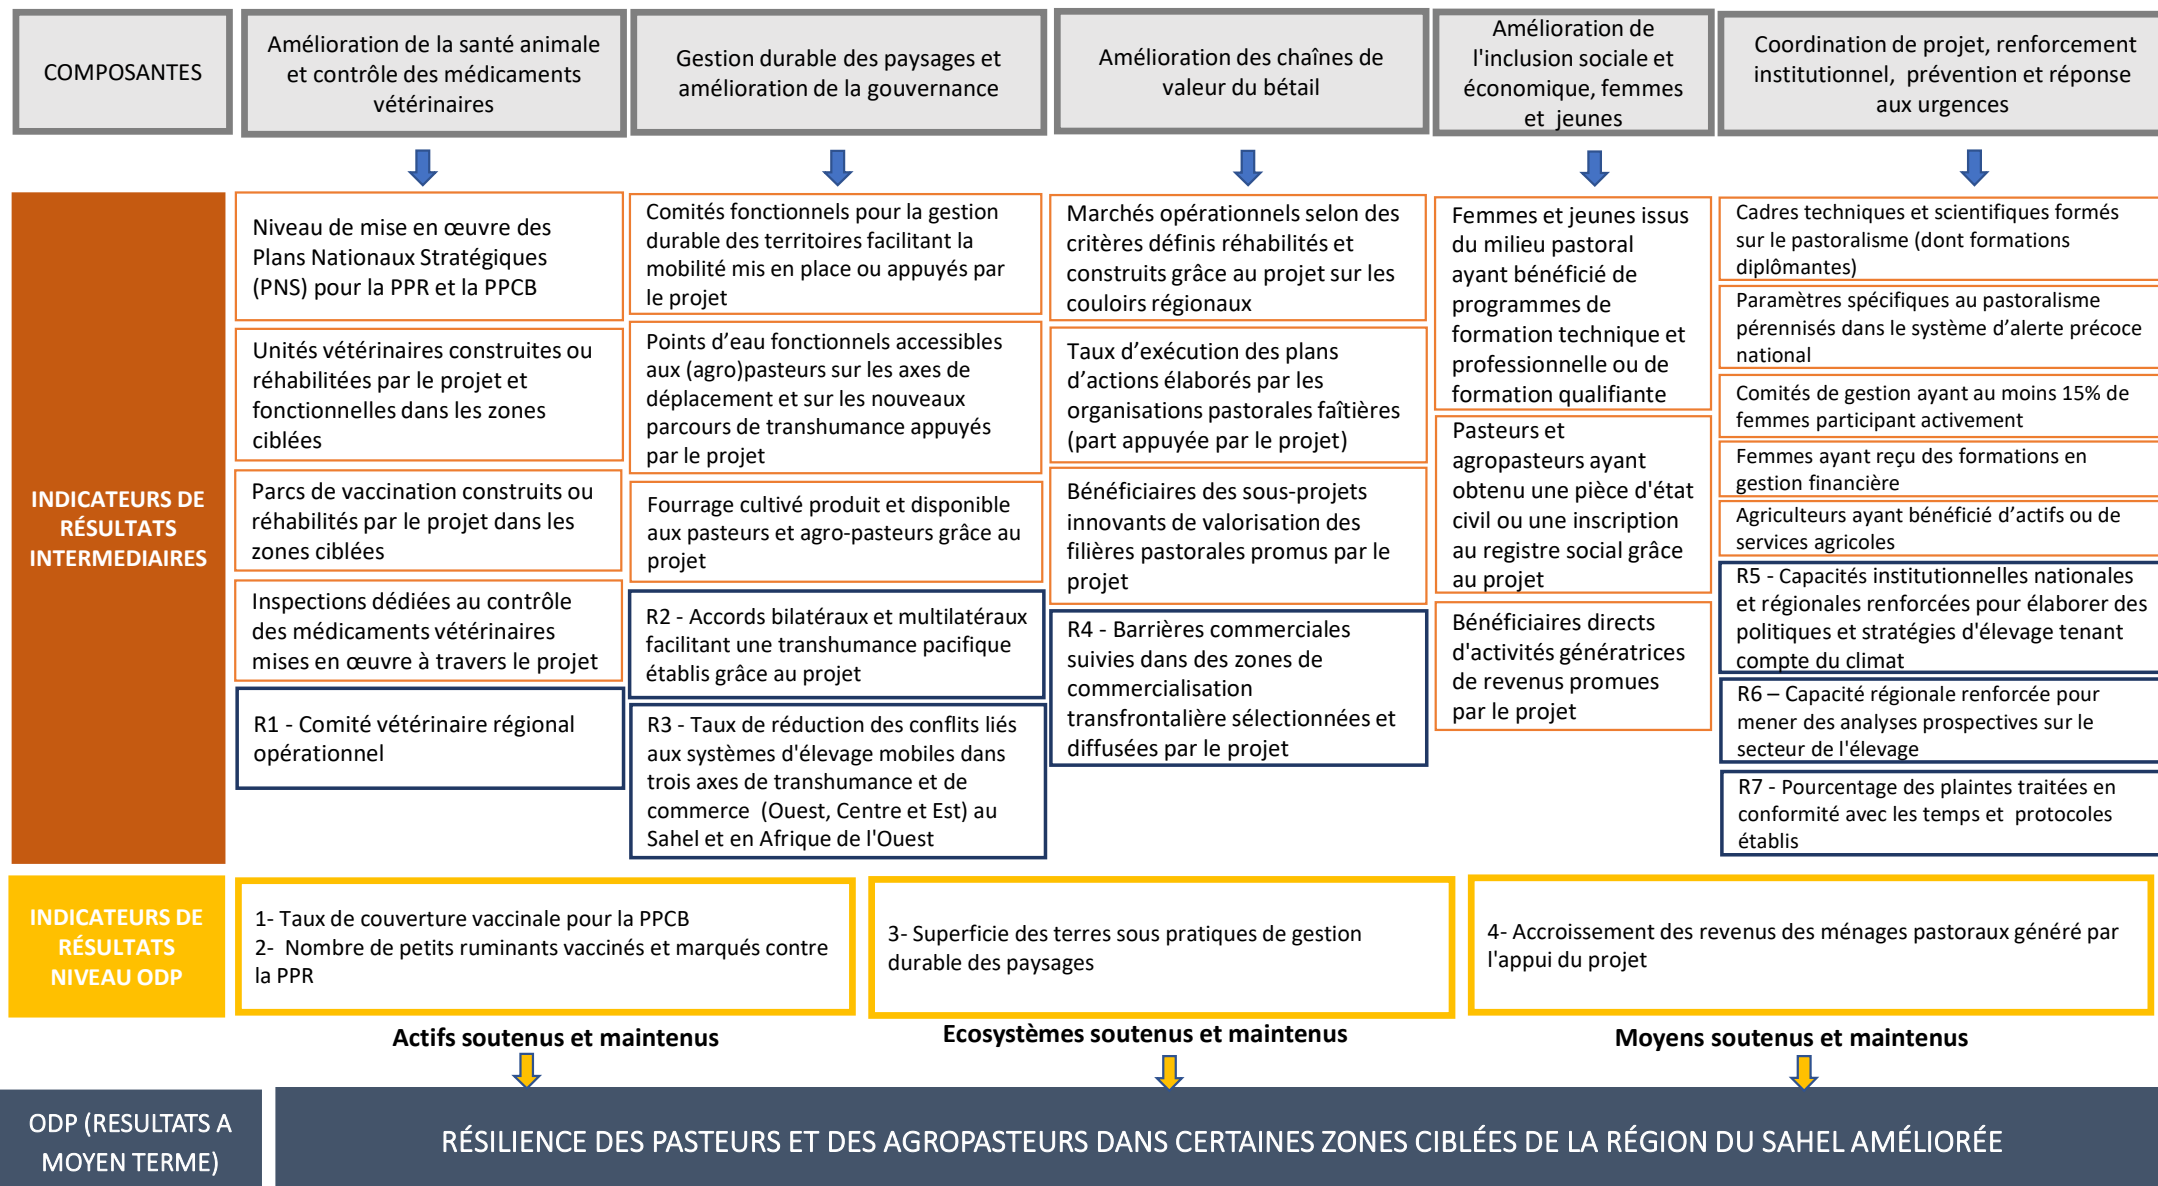 COMPOSANTES
Amélioration de la santé animale
et contrôle des médicaments
vétérinaires
Gestion durable des paysages et
amélioration de la gouvernance
Amélioration des chaînes de
valeur du bétail
Amélioration de
l'inclusion sociale et
économique, femmes
et jeunes
Coordination de projet, renforcement
institutionnel, prévention et réponse
aux urgences
INDICATEURS DE
RÉSULTATS
INTERMEDIAIRES
Niveau de mise en œuvre des
Plans Nationaux Stratégiques
(PNS) pour la PPR et la PPCB
Unités vétérinaires construites ou
réhabilitées par le projet et
fonctionnelles dans les zones
ciblées
Parcs de vaccination construits ou
réhabilités par le projet dans les
zones ciblées
Inspections dédiées au contrôle
des médicaments vétérinaires
mises en œuvre à travers le projet
R1 - Comité vétérinaire régional
opérationnel
Comités fonctionnels pour la gestion
durable des territoires facilitant la
mobilité mis en place ou appuyés par
le projet
Points d’eau fonctionnels accessibles
aux (agro)pasteurs sur les axes de
déplacement et sur les nouveaux
parcours de transhumance appuyés
par le projet
Fourrage cultivé produit et disponible
aux pasteurs et agro-pasteurs grâce au
projet
R2 - Accords bilatéraux et multilatéraux
facilitant une transhumance pacifique
établis grâce au projet
R3 - Taux de réduction des conflits liés
aux systèmes d'élevage mobiles dans
trois axes de transhumance et de
commerce (Ouest, Centre et Est) au
Sahel et en Afrique de l'Ouest
Marchés opérationnels selon des
critères définis réhabilités et
construits grâce au projet sur les
couloirs régionaux
Taux d’exécution des plans
d’actions élaborés par les
organisations pastorales faîtières
(part appuyée par le projet)
Bénéficiaires des sous-projets
innovants de valorisation des
filières pastorales promus par le
projet
R4 - Barrières commerciales
suivies dans des zones de
commercialisation
transfrontalière sélectionnées et
diffusées par le projet
Femmes et jeunes issus
du milieu pastoral
ayant bénéficié de
programmes de
formation technique et
professionnelle ou de
formation qualifiante
Pasteurs et
agropasteurs ayant
obtenu une pièce d'état
civil ou une inscription
au registre social grâce
au projet
Bénéficiaires directs
d'activités génératrices
de revenus promues
par le projet
Cadres techniques et scientifiques formés
sur le pastoralisme (dont formations
diplômantes)
Paramètres spécifiques au pastoralisme
pérennisés dans le système d’alerte précoce
national
Comités de gestion ayant au moins 15% de
femmes participant activement
Femmes ayant reçu des formations en
gestion financière
Agriculteurs ayant bénéficié d’actifs ou de
services agricoles
R5 - Capacités institutionnelles nationales
et régionales renforcées pour élaborer des
politiques et stratégies d'élevage tenant
compte du climat
R6 – Capacité régionale renforcée pour
mener des analyses prospectives sur le
secteur de l'élevage
R7 - Pourcentage des plaintes traitées en
conformité avec les temps et protocoles
établis
INDICATEURS DE
RÉSULTATS
NIVEAU ODP
1- Taux de couverture vaccinale pour la PPCB
2- Nombre de petits ruminants vaccinés et marqués contre
la PPR
3- Superficie des terres sous pratiques de gestion
durable des paysages
4- Accroissement des revenus des ménages pastoraux généré par
l'appui du projet
Actifs soutenus et maintenus
Ecosystèmes soutenus et maintenus
Moyens soutenus et maintenus
ODP (RESULTATS A
MOYEN TERME)
RÉSILIENCE DES PASTEURS ET DES AGROPASTEURS DANS CERTAINES ZONES CIBLÉES DE LA RÉGION DU SAHEL AMÉLIORÉE